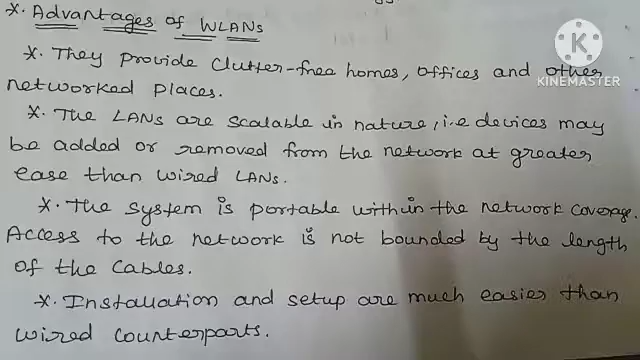 *. Advantages of WLANs
*. They provide clutter-free homes, offices and other
networked places.
*. The LANs are scalable in nature, i.e devices may
be added or removed from the network at greater
ease than wired LANs.
*. The system is portable within the network coverage.
Access to the network is not bounded by the length
of the cables.
*. Installation and setup are much easier than
wired counterparts.
K
KINEMASTER